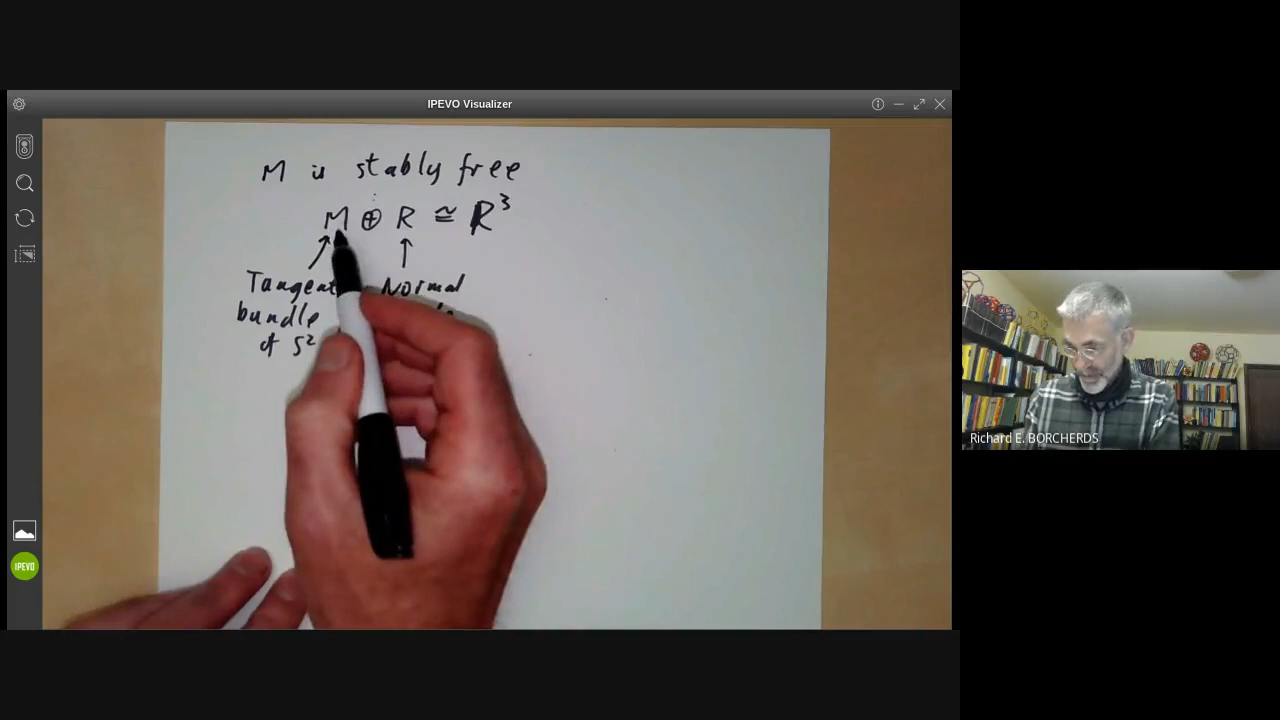 IPEVO Visualizer
M is stably free
M ⊕ R ≅ R³
Tangent Normal
bundle
of S²
IPEVO
Richard E. BORCHERDS